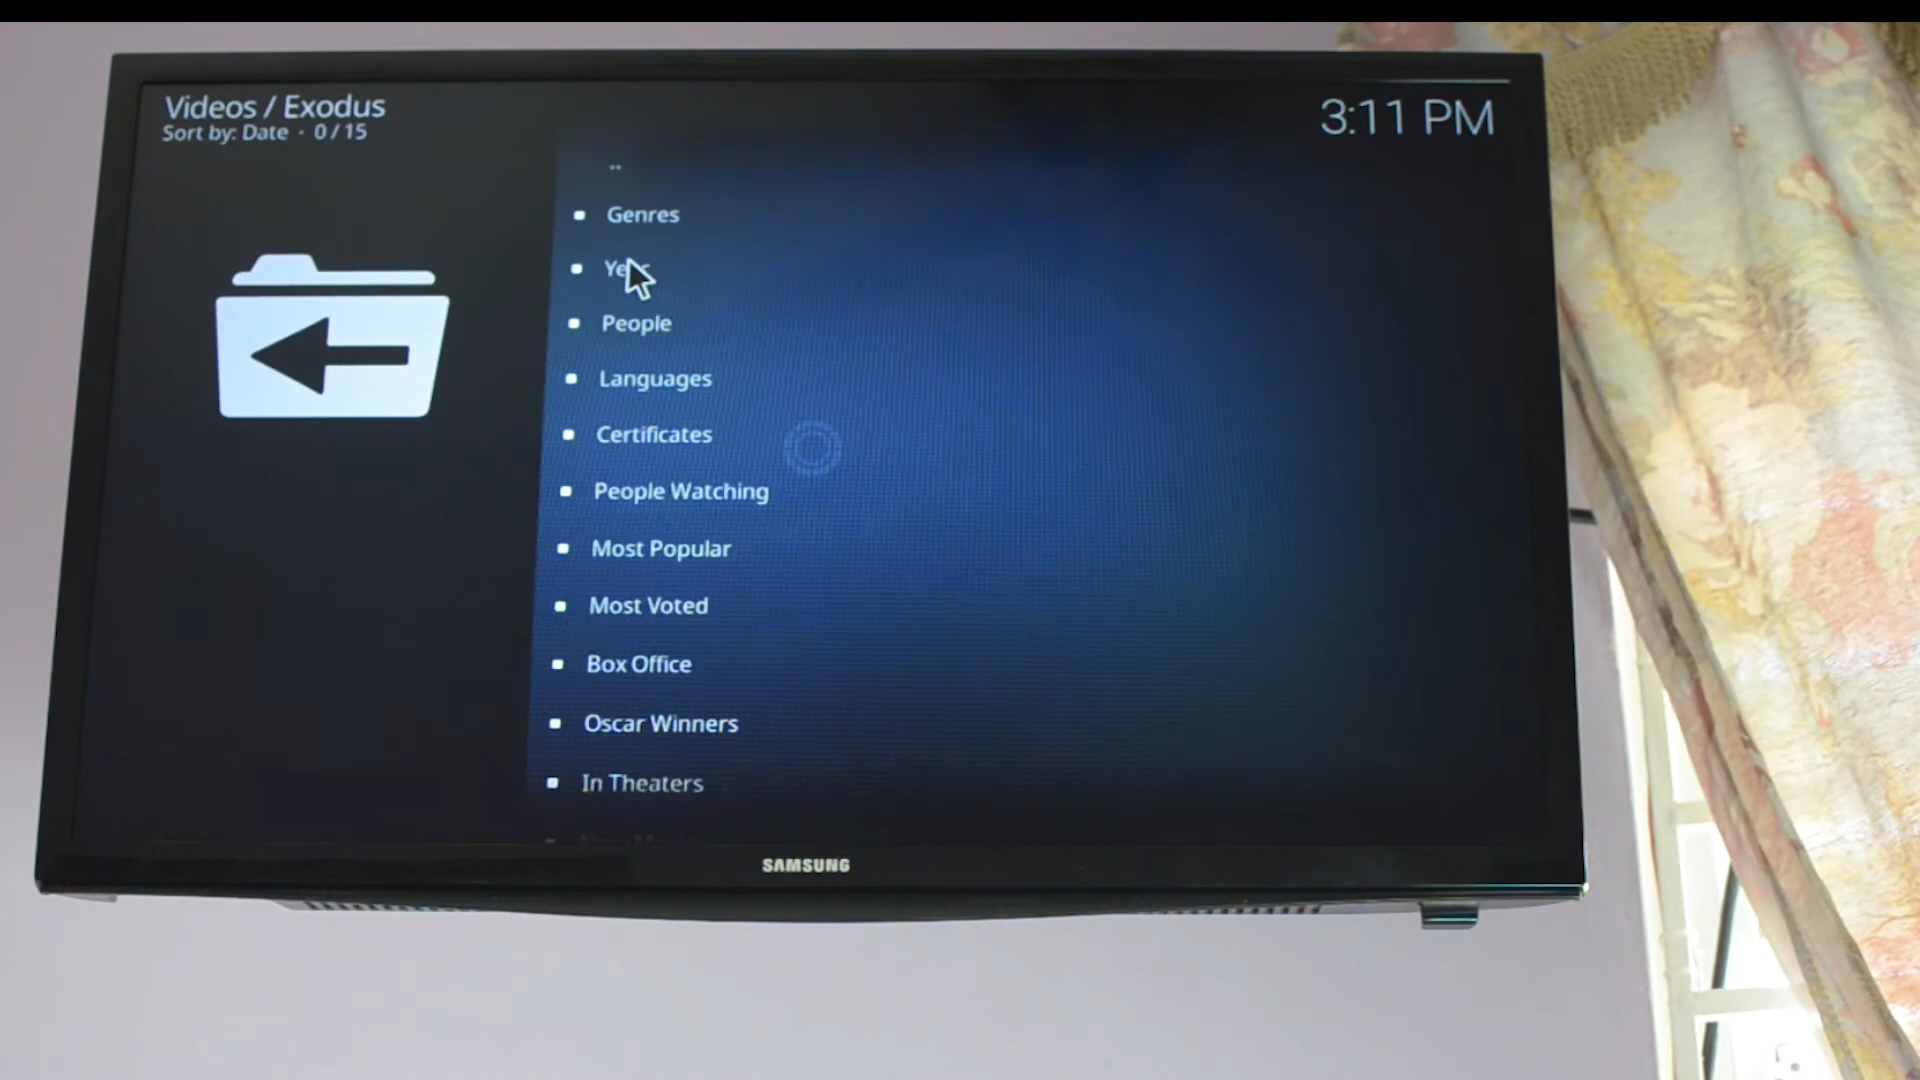 Videos / Exodus
Sort by: Date · 0 / 15
3:11 PM
..
Genres
People
Languages
Certificates
People Watching
Most Popular
Most Voted
Box Office
Oscar Winners
In Theaters
SAMSUNG